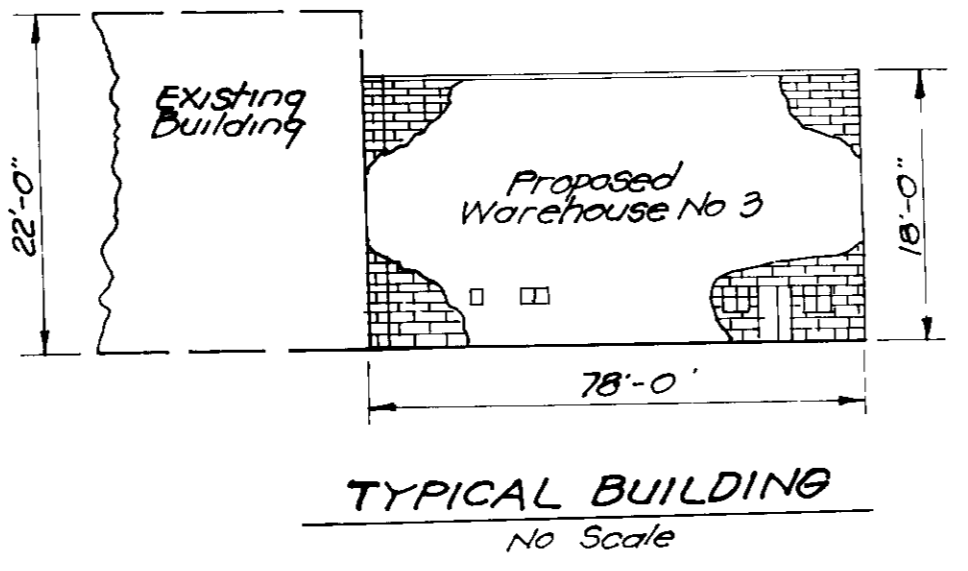 22'-0"
Existing
Building
Proposed
Warehouse No 3
18'-0"
78'-0'
TYPICAL BUILDING
No Scale